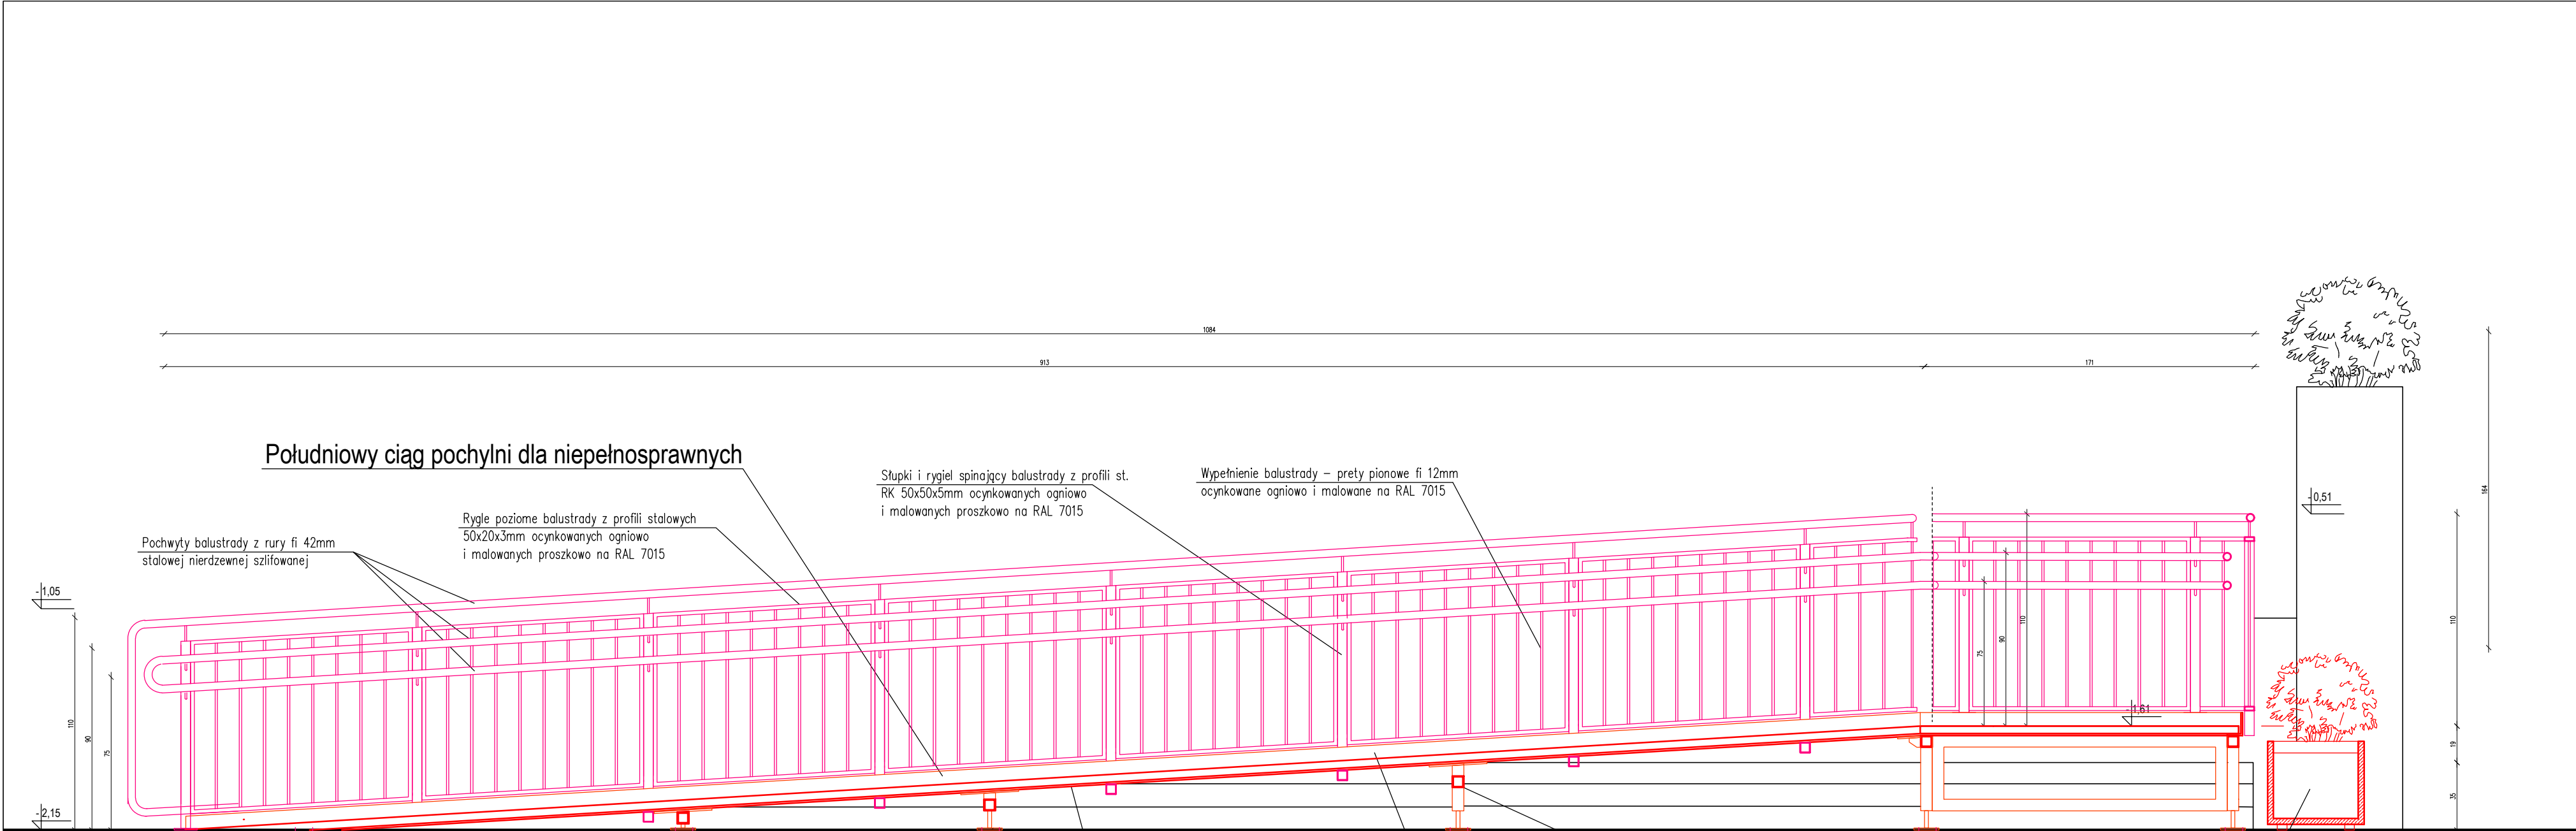 1084
913
171
Południowy ciąg pochylni dla niepełnosprawnych
Słupki i rygiel spinający balustrady z profili st.
RK 50x50x5mm ocynkowanych ogniowo
i malowanych proszkowo na RAL 7015
Wypełnienie balustrady – prety pionowe fi 12mm
ocynkowane ogniowo i malowane na RAL 7015
Rygle poziome balustrady z profili stalowych
50x20x3mm ocynkowanych ogniowo
i malowanych proszkowo na RAL 7015
Pochwyty balustrady z rury fi 42mm
stalowej nierdzewnej szlifowanej
-0,51
164
-1,05
110
90
75
110
90
75
-1,61
110
19
35
-2,15